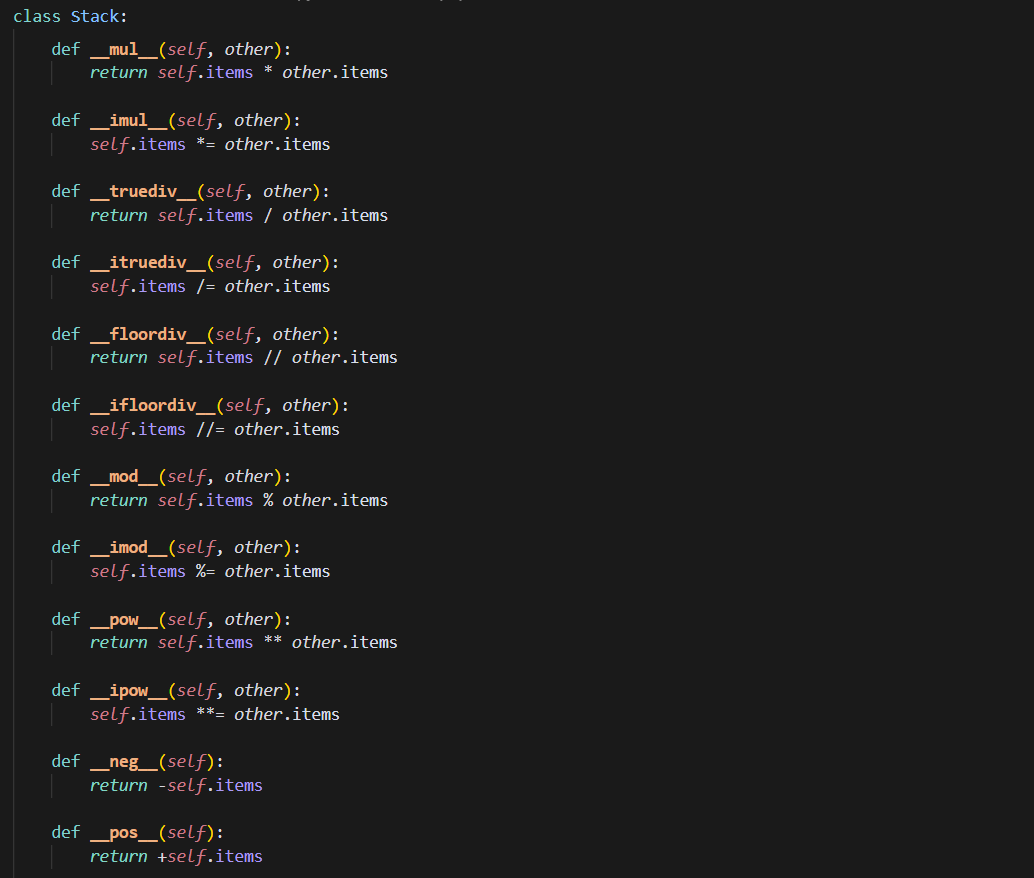 class Stack:
def __mul__(self, other):
return self.items * other.items
def __imul__(self, other):
self.items *= other.items
def __truediv__(self, other):
return self.items / other.items
def __itruediv__(self, other):
self.items /= other.items
def __floordiv__(self, other):
return self.items // other.items
def __ifloordiv__(self, other):
self.items //= other.items
def __mod__(self, other):
return self.items % other.items
def __imod__(self, other):
self.items %= other.items
def __pow__(self, other):
return self.items ** other.items
def __ipow__(self, other):
self.items **= other.items
def __neg__(self):
return -self.items
def __pos__(self):
return +self.items